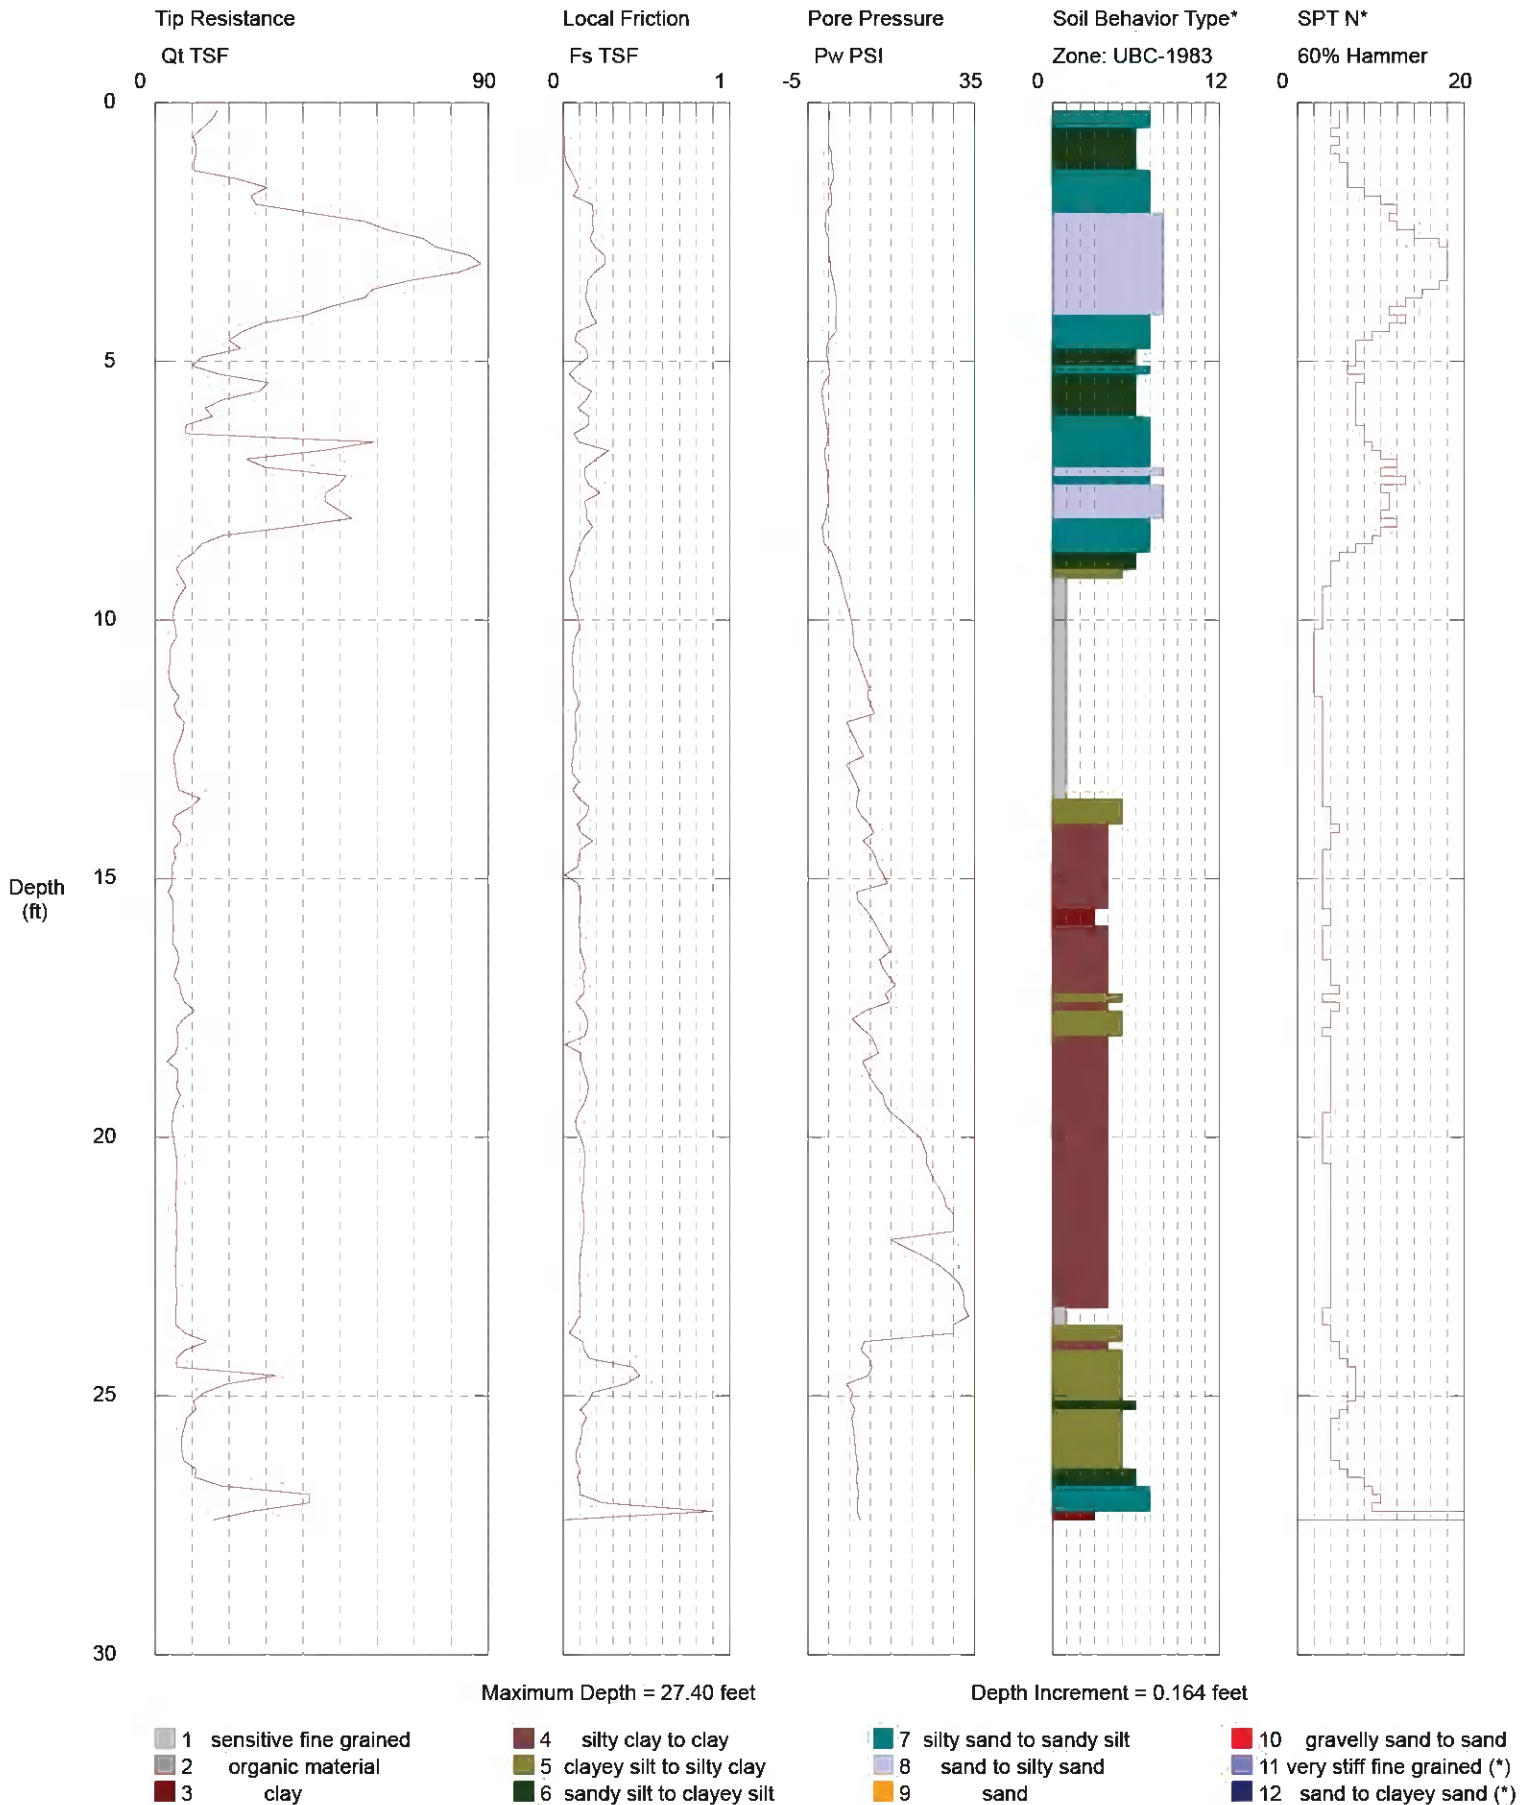 Tip Resistance Local Friction Pore Pressure Soil Behavior Type* SPT N*
Qt TSF Fs TSF Pw PSI Zone: UBC-1983 60% Hammer
0 90 0 1 -5 35 0 12 0 20
0
5
10
15
Depth
(ft)
20
25
30
Maximum Depth = 27.40 feet Depth Increment = 0.164 feet
1 sensitive fine grained 4 silty clay to clay 7 silty sand to sandy silt 10 gravelly sand to sand
2 organic material 5 clayey silt to silty clay 8 sand to silty sand 11 very stiff fine grained (*)
3 clay 6 sandy silt to clayey silt 9 sand 12 sand to clayey sand (*)